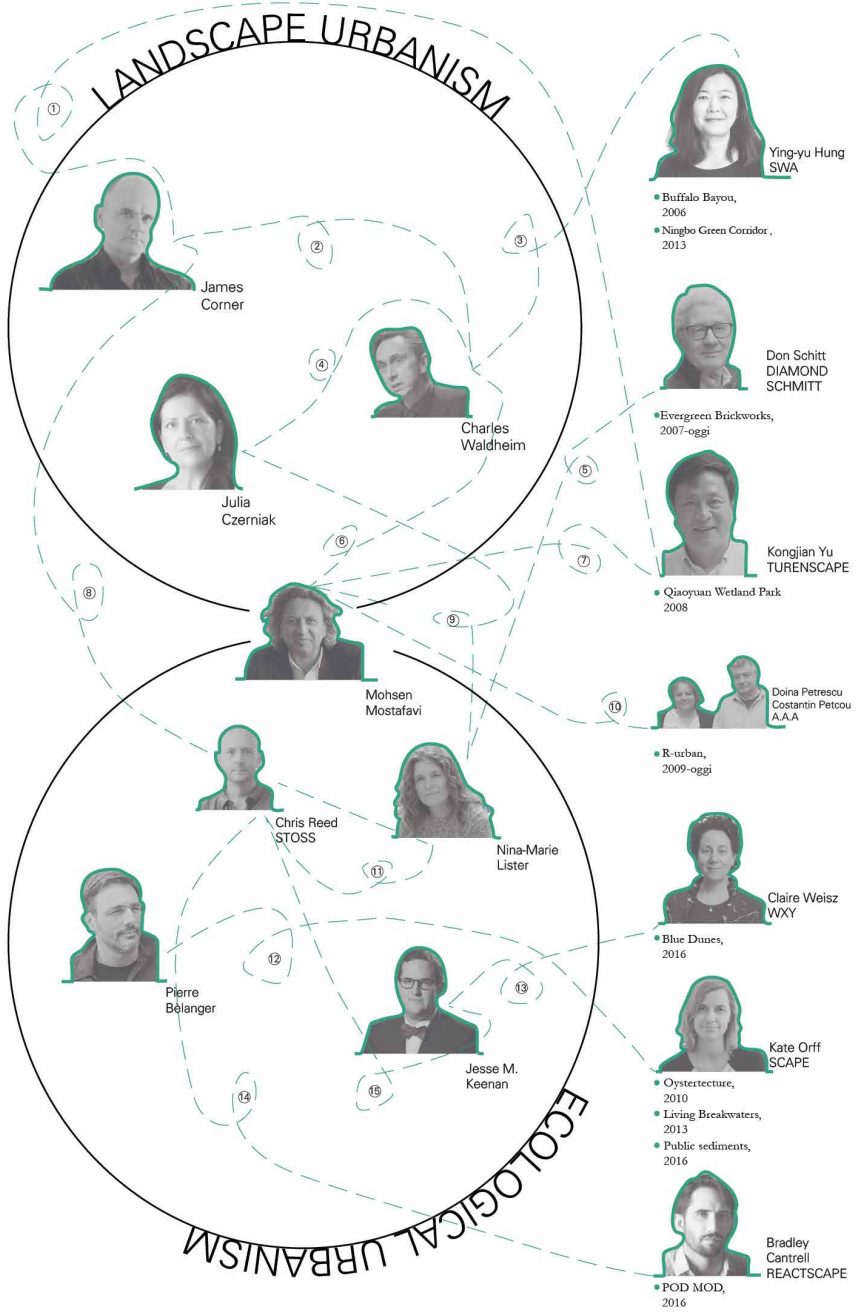 LANDSCAPE URBANISM
①
James
Corner
②
③
④
Charles
Waldheim
Julia
Czerniak
⑤
⑥
⑦
⑧
⑨
Mohsen
Mostafavi
⑩
Chris Reed
STOSS
Nina-Marie
Lister
⑪
Pierre
Bèlanger
⑫
⑬
Jesse M.
Keenan
⑭
⑮
ECOLOGICAL URBANISM
Ying-yu Hung
SWA
• Buffalo Bayou,
2006
• Ningbo Green Corridor ,
2013
Don Schitt
DIAMOND
SCHMITT
•Evergreen Brickworks,
2007-oggi
Kongjian Yu
TURENSCAPE
• Qiaoyuan Wetland Park
2008
Doina Petrescu
Costantin Petcou
A.A.A
• R-urban,
2009-oggi
Claire Weisz
WXY
• Blue Dunes,
2016
Kate Orff
SCAPE
• Oystertecture,
2010
• Living Breakwaters,
2013
• Public sediments,
2016
Bradley
Cantrell
REACTSCAPE
• POD MOD,
2016